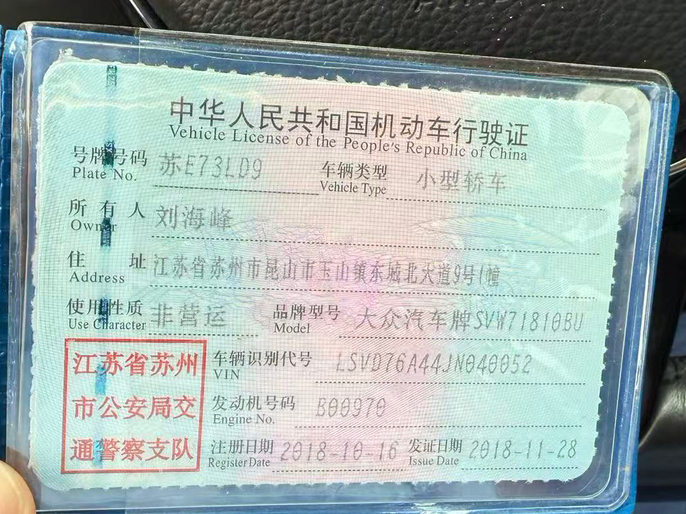 中华人民共和国机动车行驶证
Vehicle License of the People's Republic of China
号牌号码 苏E73LD9 车辆类型 小型轿车
Plate No. Vehicle Type
所有人 刘海峰
Owner
住址 江苏省苏州市昆山市玉山镇东城北大道9号1幢
Address
使用性质 非营运 品牌型号 大众汽车牌SVW71810BU
Use Character Model
江苏省苏州 车辆识别代号 LSVD76A44JN040052
VIN
市公安局交 发动机号码 B00970
Engine No.
通警察支队 注册日期 2018-10-16 发证日期 2018-11-28
Register Date Issue Date